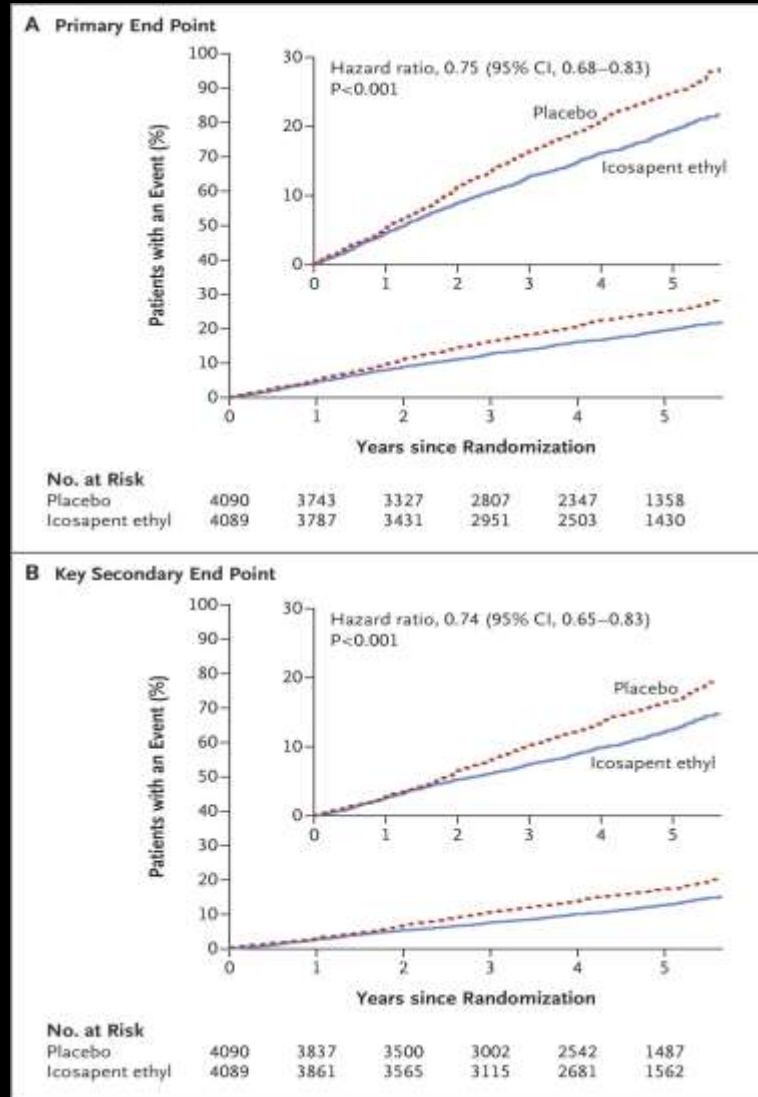 A Primary End Point
100
90
80
70
60
50
40
30
20
10
0
Patients with an Event (%)
30
20
10
0
Hazard ratio, 0.75 (95% CI, 0.68–0.83)
P<0.001
Placebo
Icosapent ethyl
0 1 2 3 4 5
0 1 2 3 4 5
Years since Randomization
No. at Risk
Placebo 4090 3743 3327 2807 2347 1358
Icosapent ethyl 4089 3787 3431 2951 2503 1430
B Key Secondary End Point
100
90
80
70
60
50
40
30
20
10
0
Patients with an Event (%)
30
20
10
0
Hazard ratio, 0.74 (95% CI, 0.65–0.83)
P<0.001
Placebo
Icosapent ethyl
0 1 2 3 4 5
0 1 2 3 4 5
Years since Randomization
No. at Risk
Placebo 4090 3837 3500 3002 2542 1487
Icosapent ethyl 4089 3861 3565 3115 2681 1562